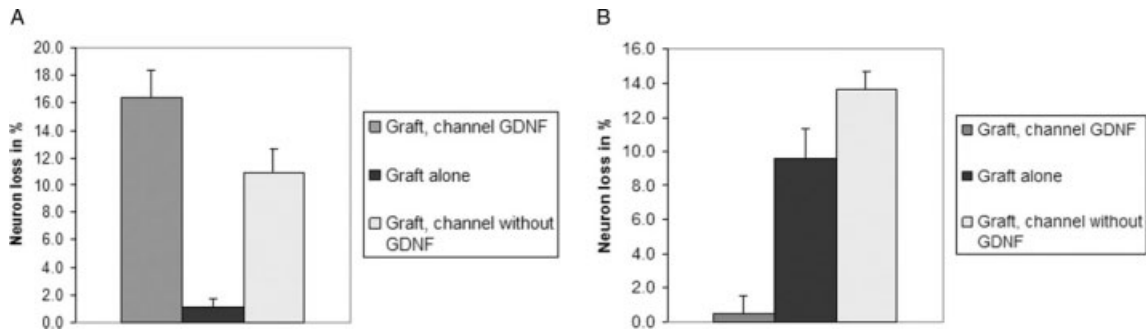 A
Neuron loss in %
20.0
18.0
16.0
14.0
12.0
10.0
8.0
6.0
4.0
2.0
0.0
Graft, channel GDNF
Graft alone
Graft, channel without
GDNF
B
Neuron loss in %
16.0
14.0
12.0
10.0
8.0
6.0
4.0
2.0
0.0
Graft, channel GDNF
Graft alone
Graft, channel without
GDNF